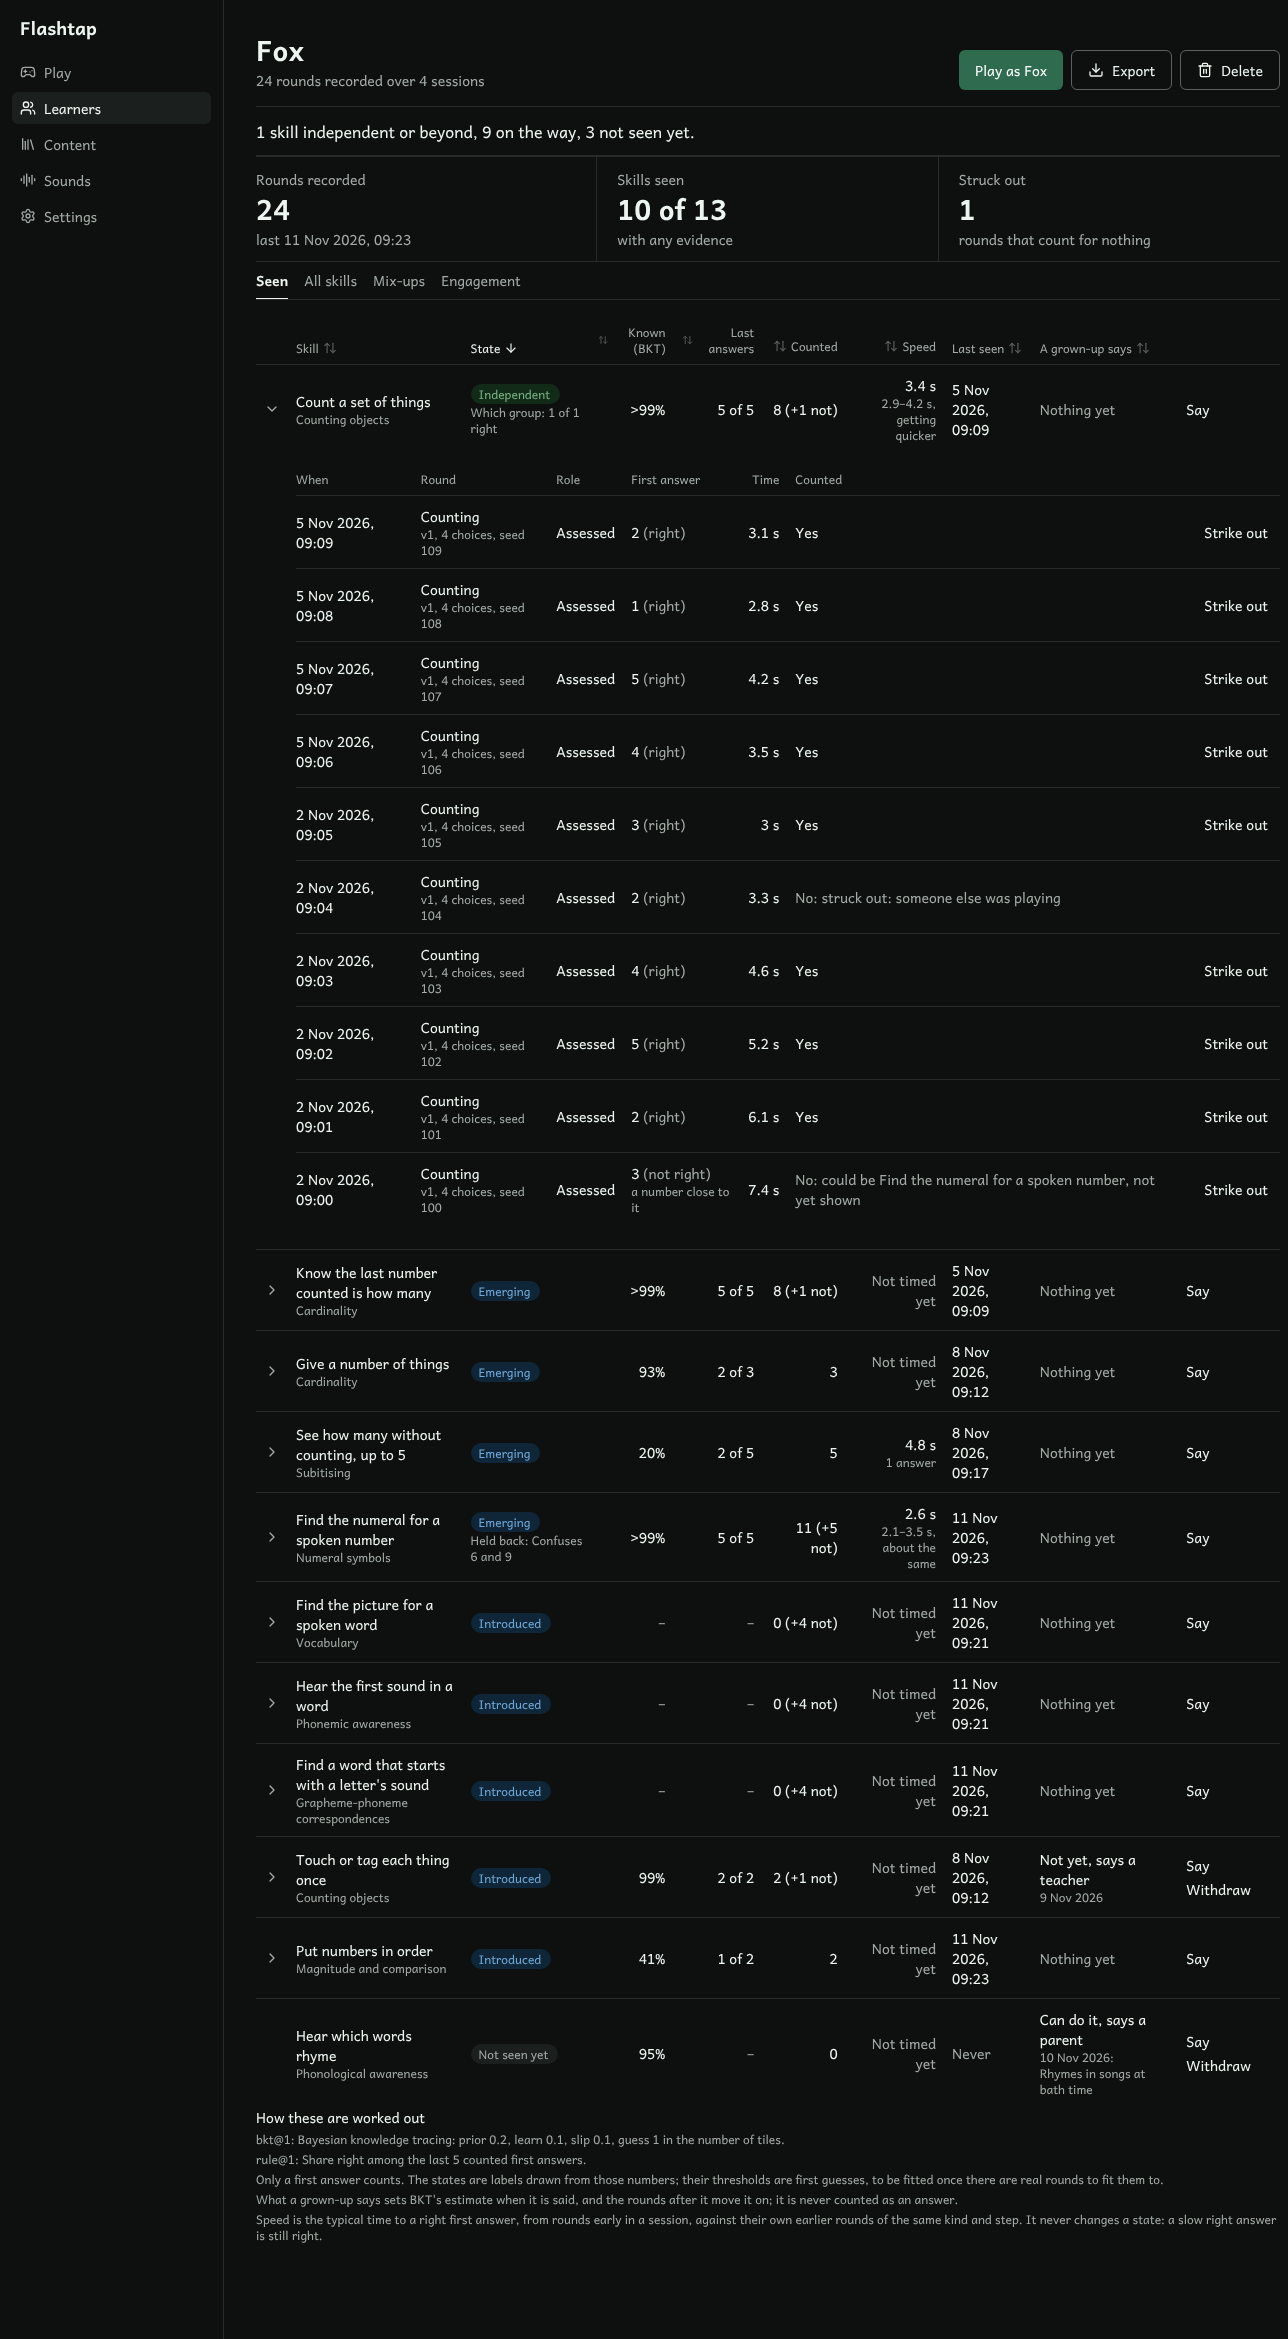 Flashtap
Play
Learners
Content
Sounds
Settings
Fox
24 rounds recorded over 4 sessions
Play as Fox
Export
Delete
1 skill independent or beyond, 9 on the way, 3 not seen yet.
Rounds recorded
24
last 11 Nov 2026, 09:23
Skills seen
10 of 13
with any evidence
Struck out
1
rounds that count for nothing
Seen All skills Mix-ups Engagement
Skill
State
Known
(BKT)
Last
answers
Counted
Speed
Last seen
A grown-up says
Count a set of things
Counting objects
Independent
Which group: 1 of 1
right
>99%
5 of 5
8 (+1 not)
3.4 s
2.9–4.2 s,
getting
quicker
5 Nov
2026,
09:09
Nothing yet
Say
When
Round
Role
First answer
Time
Counted
5 Nov 2026,
09:09
Counting
v1, 4 choices, seed
109
Assessed
2 (right)
3.1 s
Yes
Strike out
5 Nov 2026,
09:08
Counting
v1, 4 choices, seed
108
Assessed
1 (right)
2.8 s
Yes
Strike out
5 Nov 2026,
09:07
Counting
v1, 4 choices, seed
107
Assessed
5 (right)
4.2 s
Yes
Strike out
5 Nov 2026,
09:06
Counting
v1, 4 choices, seed
106
Assessed
4 (right)
3.5 s
Yes
Strike out
2 Nov 2026,
09:05
Counting
v1, 4 choices, seed
105
Assessed
3 (right)
3 s
Yes
Strike out
2 Nov 2026,
09:04
Counting
v1, 4 choices, seed
104
Assessed
2 (right)
3.3 s
No: struck out: someone else was playing
2 Nov 2026,
09:03
Counting
v1, 4 choices, seed
103
Assessed
4 (right)
4.6 s
Yes
Strike out
2 Nov 2026,
09:02
Counting
v1, 4 choices, seed
102
Assessed
5 (right)
5.2 s
Yes
Strike out
2 Nov 2026,
09:01
Counting
v1, 4 choices, seed
101
Assessed
2 (right)
6.1 s
Yes
Strike out
2 Nov 2026,
09:00
Counting
v1, 4 choices, seed
100
Assessed
3 (not right)
a number close to
it
7.4 s
No: could be Find the numeral for a spoken number, not
yet shown
Strike out
Know the last number
counted is how many
Cardinality
Emerging
>99%
5 of 5
8 (+1 not)
Not timed
yet
5 Nov
2026,
09:09
Nothing yet
Say
Give a number of things
Cardinality
Emerging
93%
2 of 3
3
Not timed
yet
8 Nov
2026,
09:12
Nothing yet
Say
See how many without
counting, up to 5
Subitising
Emerging
20%
2 of 5
5
4.8 s
1 answer
8 Nov
2026,
09:17
Nothing yet
Say
Find the numeral for a
spoken number
Numeral symbols
Emerging
Held back: Confuses
6 and 9
>99%
5 of 5
11 (+5
not)
2.6 s
2.1–3.5 s,
about the
same
11 Nov
2026,
09:23
Nothing yet
Say
Find the picture for a
spoken word
Vocabulary
Introduced
–
–
0 (+4 not)
Not timed
yet
11 Nov
2026,
09:21
Nothing yet
Say
Hear the first sound in a
word
Phonemic awareness
Introduced
–
–
0 (+4 not)
Not timed
yet
11 Nov
2026,
09:21
Nothing yet
Say
Find a word that starts
with a letter's sound
Grapheme-phoneme
correspondences
Introduced
–
–
0 (+4 not)
Not timed
yet
11 Nov
2026,
09:21
Nothing yet
Say
Touch or tag each thing
once
Counting objects
Introduced
99%
2 of 2
2 (+1 not)
Not timed
yet
8 Nov
2026,
09:12
Not yet, says a
teacher
9 Nov 2026
Say
Withdraw
Put numbers in order
Magnitude and comparison
Introduced
41%
1 of 2
2
Not timed
yet
11 Nov
2026,
09:23
Nothing yet
Say
Hear which words
rhyme
Phonological awareness
Not seen yet
95%
–
0
Not timed
yet
Never
Can do it, says a
parent
10 Nov 2026:
Rhymes in songs at
bath time
Say
Withdraw
How these are worked out
bkt@1: Bayesian knowledge tracing: prior 0.2, learn 0.1, slip 0.1, guess 1 in the number of tiles.
rule@1: Share right among the last 5 counted first answers.
Only a first answer counts. The states are labels drawn from those numbers; their thresholds are first guesses, to be fitted once there are real rounds to fit them to.
What a grown-up says sets BKT's estimate when it is said, and the rounds after it move it on; it is never counted as an answer.
Speed is the typical time to a right first answer, from rounds early in a session, against their own earlier rounds of the same kind and step. It never changes a state: a slow right answer
is still right.